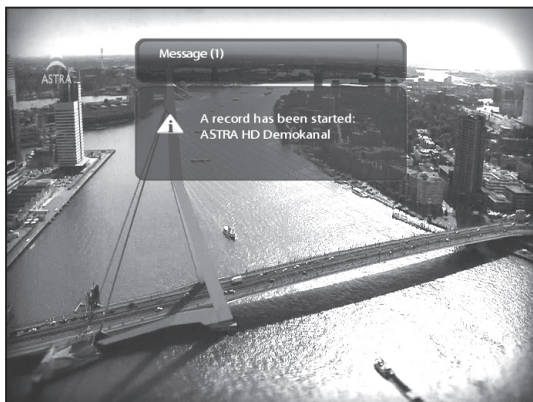 Message (1)
ASTRA
A record has been started:
ASTRA HD Demokanal